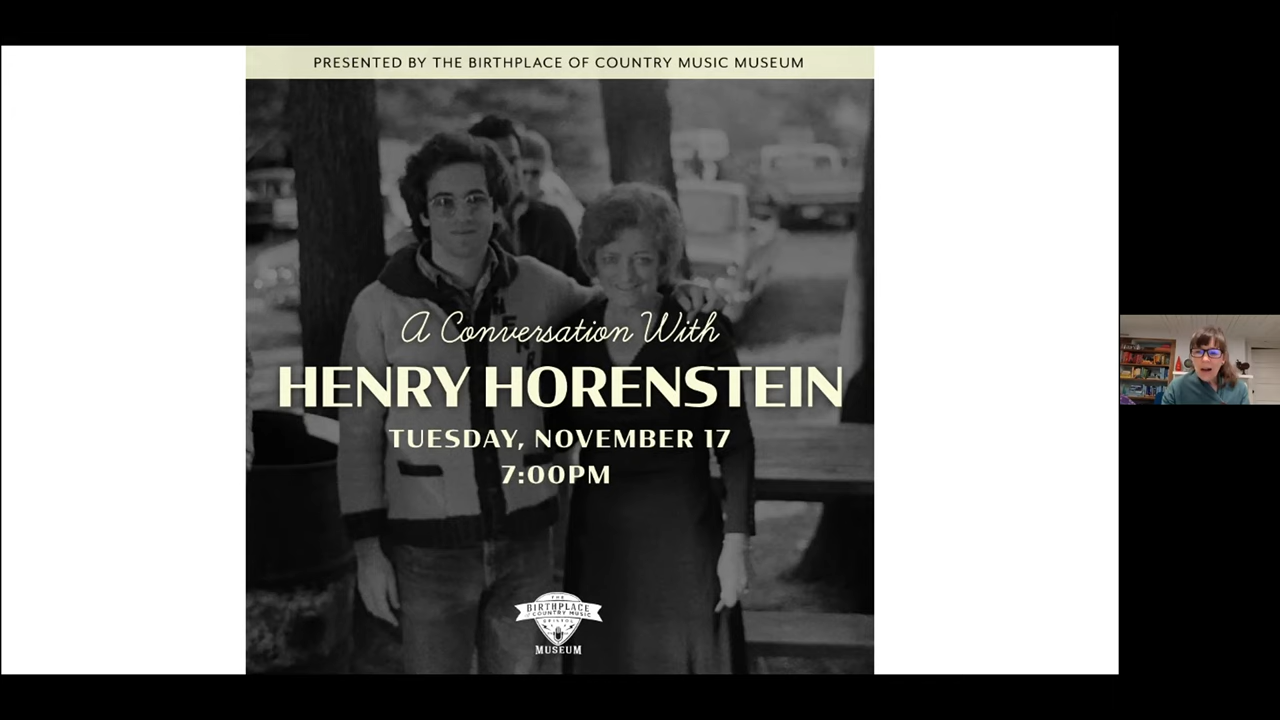 PRESENTED BY THE BIRTHPLACE OF COUNTRY MUSIC MUSEUM
A Conversation With
HENRY HORENSTEIN
TUESDAY, NOVEMBER 17
7:00PM
THE
BIRTHPLACE
OF COUNTRY MUSIC
BRISTOL
MUSEUM